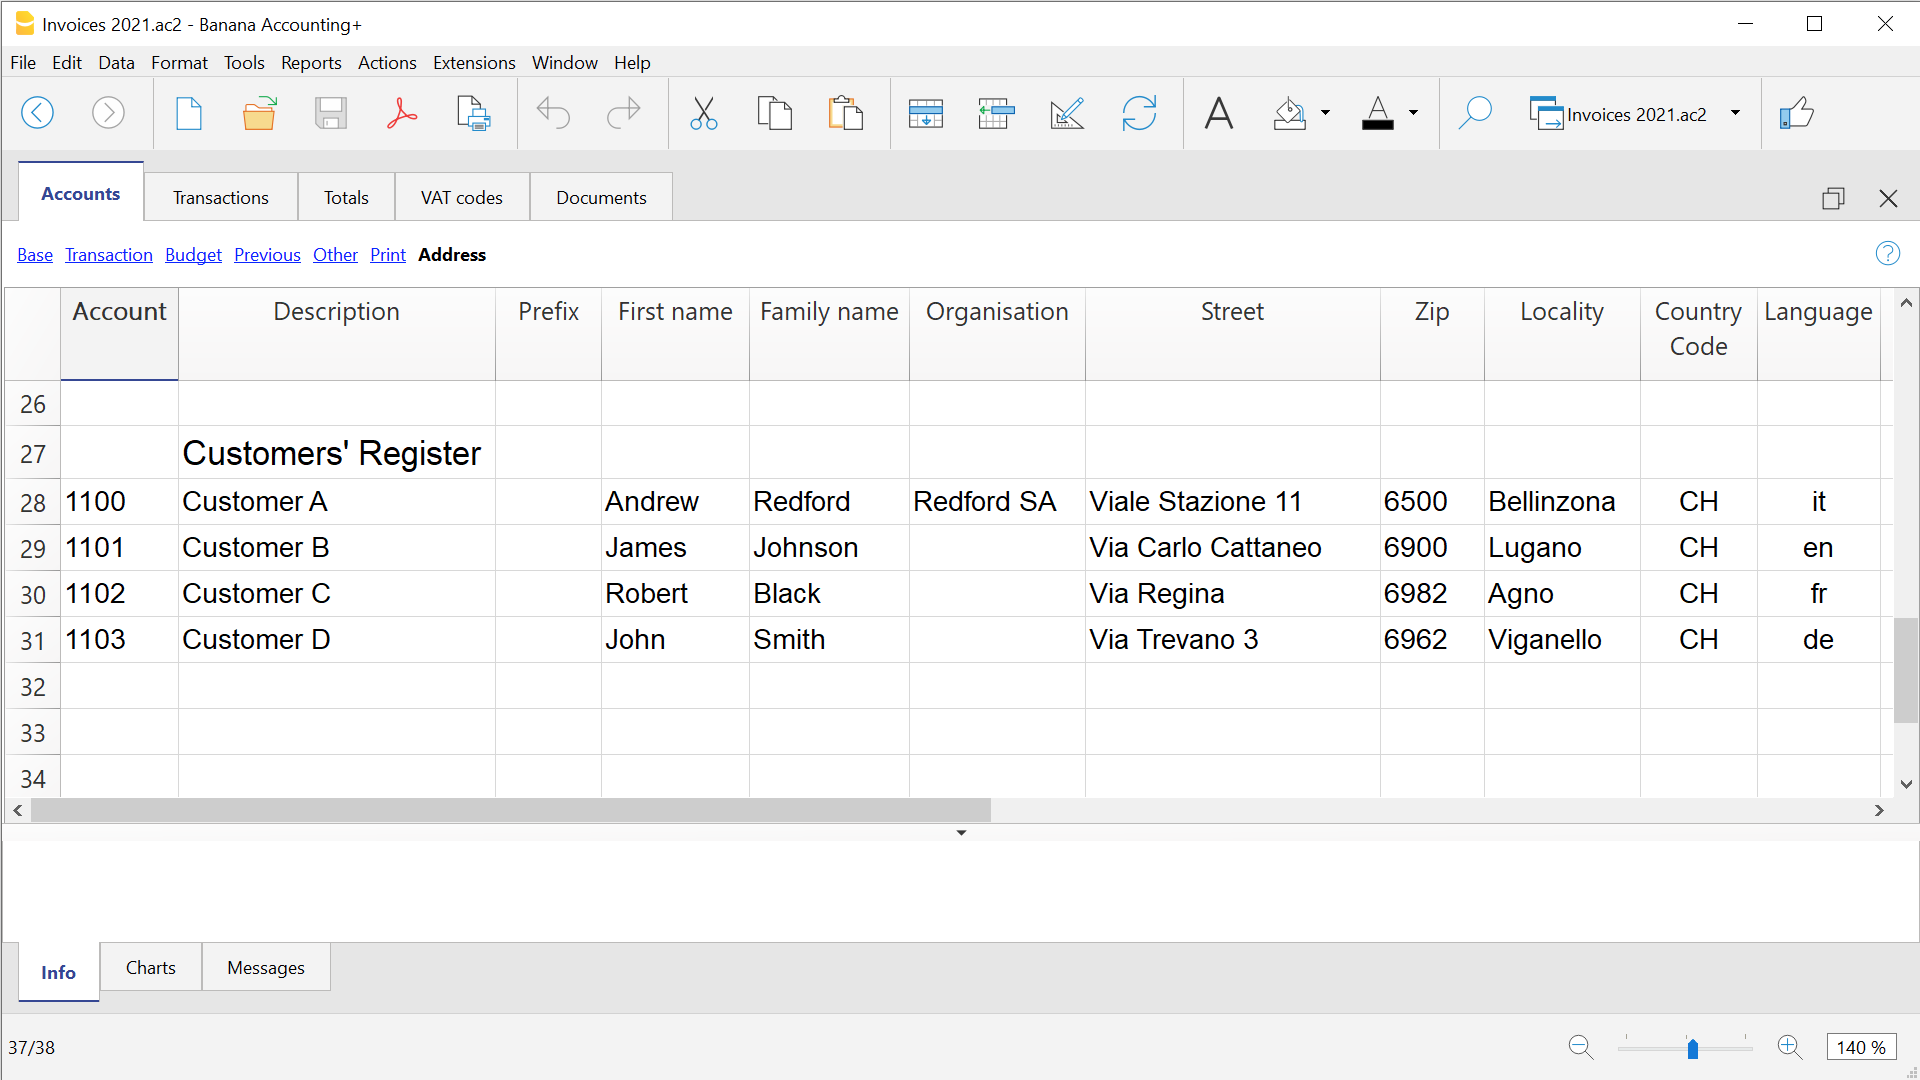 Invoices 2021.ac2 - Banana Accounting+
File Edit Data Format Tools Reports Actions Extensions Window Help
A A Invoices 2021.ac2
Accounts Transactions Totals VAT codes Documents
Base Transaction Budget Previous Other Print Address ?
Account Description Prefix First name Family name Organisation Street Zip Locality Country Code Language
26
27 Customers' Register
28 1100 Customer A Andrew Redford Redford SA Viale Stazione 11 6500 Bellinzona CH it
29 1101 Customer B James Johnson Via Carlo Cattaneo 6900 Lugano CH en
30 1102 Customer C Robert Black Via Regina 6982 Agno CH fr
31 1103 Customer D John Smith Via Trevano 3 6962 Viganello CH de
32
33
34
Info Charts Messages
37/38 140 %